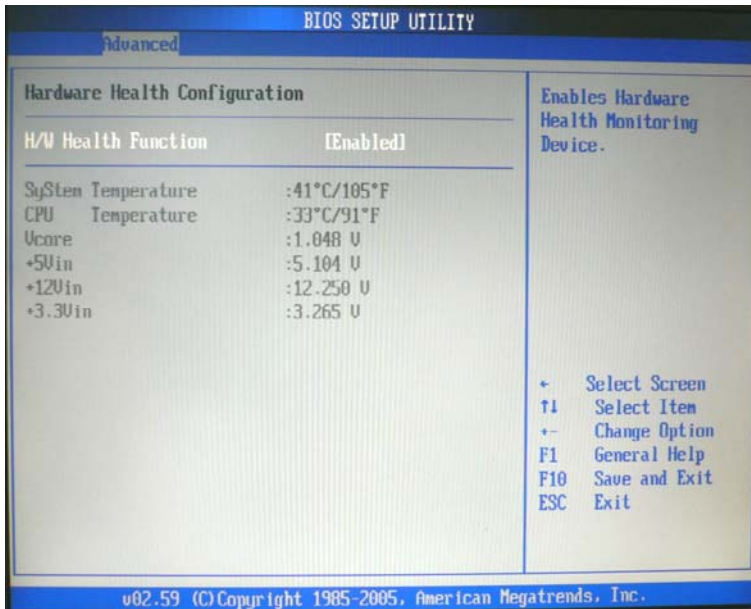 BIOS SETUP UTILITY
Advanced
Hardware Health Configuration
H/W Health Function [Enabled]
SyStem Temperature :41°C/105°F
CPU Temperature :33°C/91°F
Vcore :1.048 V
+5Vin :5.104 V
+12Vin :12.250 V
+3.3Vin :3.265 V
Enables Hardware
Health Monitoring
Device.
← Select Screen
↑↓ Select Item
+- Change Option
F1 General Help
F10 Save and Exit
ESC Exit
v02.59 (C)Copyright 1985-2005, American Megatrends, Inc.